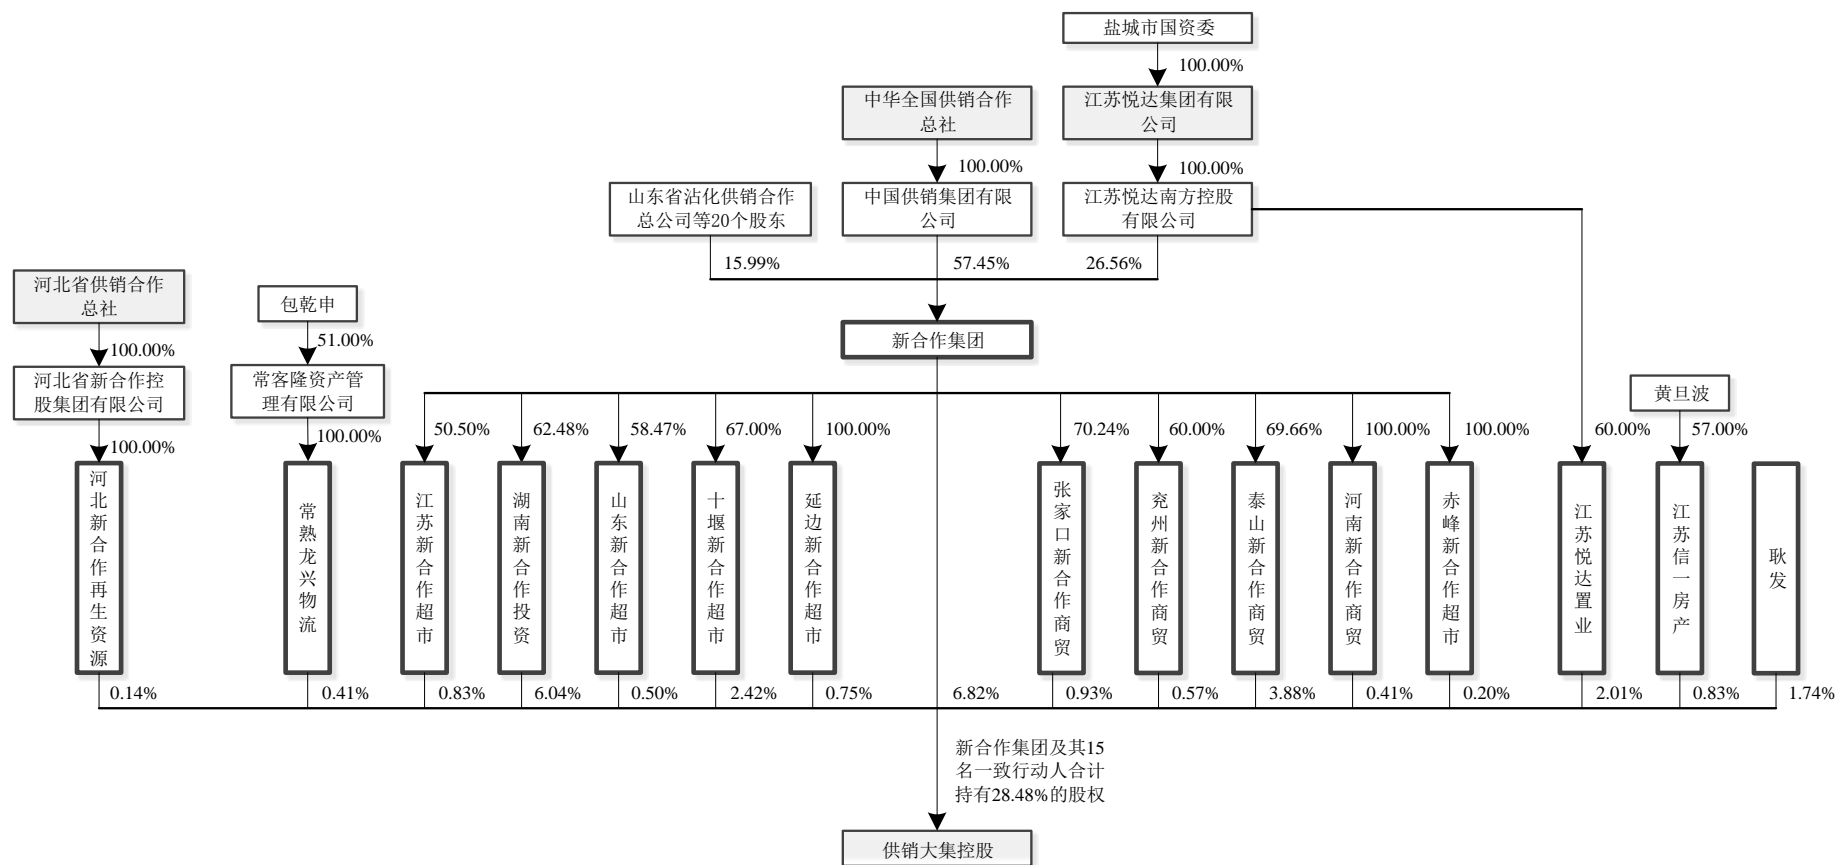 盐城市国资委
100.00%
中华全国供销合作
总社
江苏悦达集团有限
公司
100.00%
100.00%
山东省沾化供销合作
总公司等20个股东
中国供销集团有限
公司
江苏悦达南方控股
有限公司
15.99%
57.45%
26.56%
河北省供销合作
总社
包乾申
新合作集团
100.00%
51.00%
河北省新合作控
股集团有限公司
常客隆资产管
理有限公司
黄旦波
100.00%
100.00%
50.50%
62.48%
58.47%
67.00%
100.00%
70.24%
60.00%
69.66%
100.00%
100.00%
60.00%
57.00%
河北新合作再生资源
常熟龙兴物流
江苏新合作超市
湖南新合作投资
山东新合作超市
十堰新合作超市
延边新合作超市
张家口新合作商贸
兖州新合作商贸
泰山新合作商贸
河南新合作商贸
赤峰新合作超市
江苏悦达置业
江苏信一房产
耿发
0.14%
0.41%
0.83%
6.04%
0.50%
2.42%
0.75%
6.82%
0.93%
0.57%
3.88%
0.41%
0.20%
2.01%
0.83%
1.74%
新合作集团及其15
名一致行动人合计
持有28.48%的股权
供销大集控股